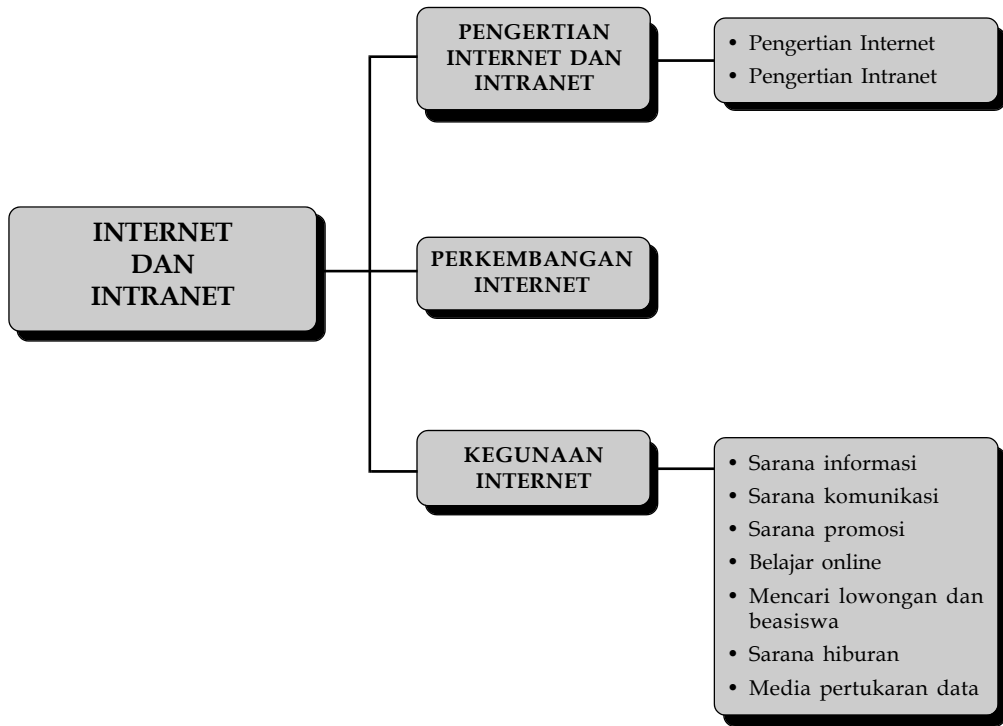 PENGERTIAN
INTERNET DAN
INTRANET
• Pengertian Internet
• Pengertian Intranet
INTERNET
DAN
INTRANET
PERKEMBANGAN
INTERNET
KEGUNAAN
INTERNET
• Sarana informasi
• Sarana komunikasi
• Sarana promosi
• Belajar online
• Mencari lowongan dan
beasiswa
• Sarana hiburan
• Media pertukaran data